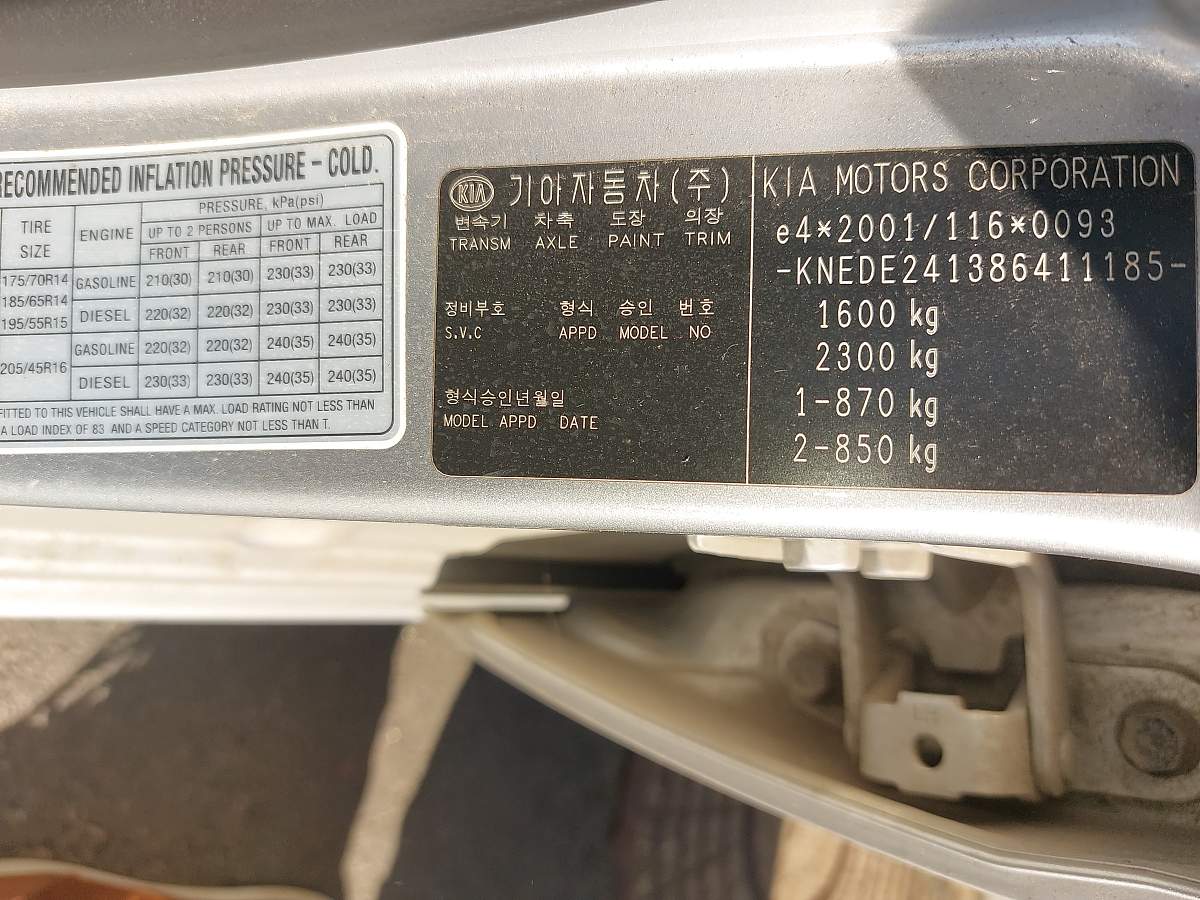 RECOMMENDED INFLATION PRESSURE – COLD.
TIRE SIZE ENGINE PRESSURE, kPa(psi)
UP TO 2 PERSONS UP TO MAX. LOAD
FRONT REAR FRONT REAR
175/70R14 GASOLINE 210(30) 210(30) 230(33) 230(33)
185/65R14
195/55R15 DIESEL 220(32) 220(32) 230(33) 230(33)
205/45R16 GASOLINE 220(32) 220(32) 240(35) 240(35)
DIESEL 230(33) 230(33) 240(35) 240(35)
FITTED TO THIS VEHICLE SHALL HAVE A MAX. LOAD RATING NOT LESS THAN
A LOAD INDEX OF 83 AND A SPEED CATEGORY NOT LESS THAN T.
KIA 기아자동차(주)
변속기 차축 도장 의장
TRANSM AXLE PAINT TRIM
정비부호 형식 승인 번호
S.V.C APPD MODEL NO
형식승인년월일
MODEL APPD DATE
KIA MOTORS CORPORATION
e4*2001/116*0093
-KNEDE241386411185-
1600 kg
2300 kg
1-870 kg
2-850 kg